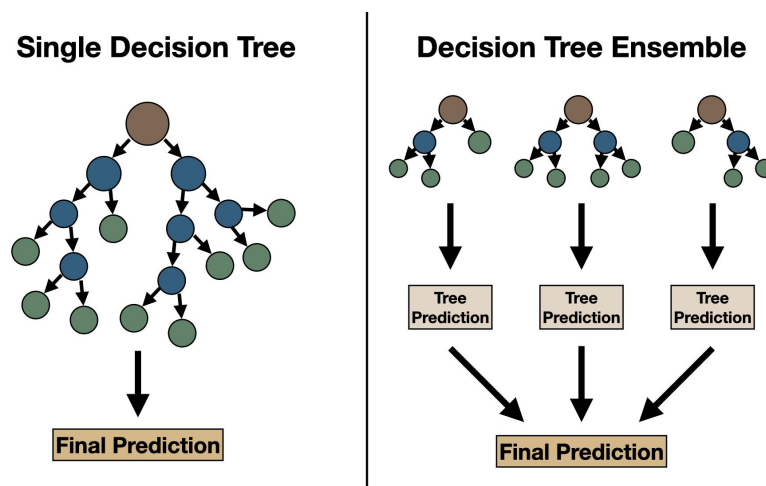 Single Decision Tree
Final Prediction
Decision Tree Ensemble
Tree
Prediction
Tree
Prediction
Tree
Prediction
Final Prediction